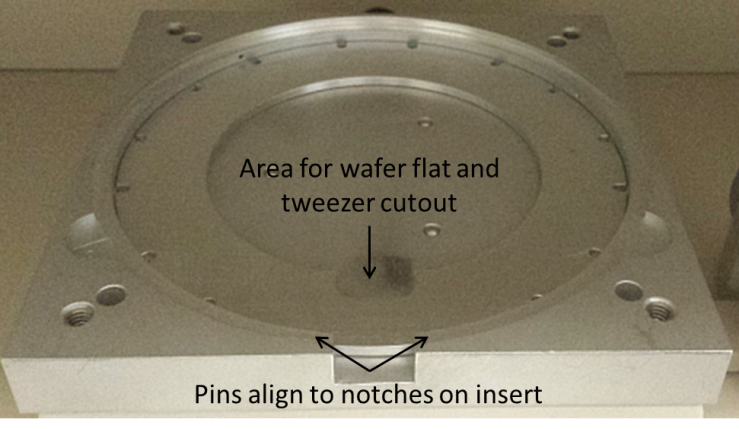 Area for wafer flat and
tweezer cutout
Pins align to notches on insert